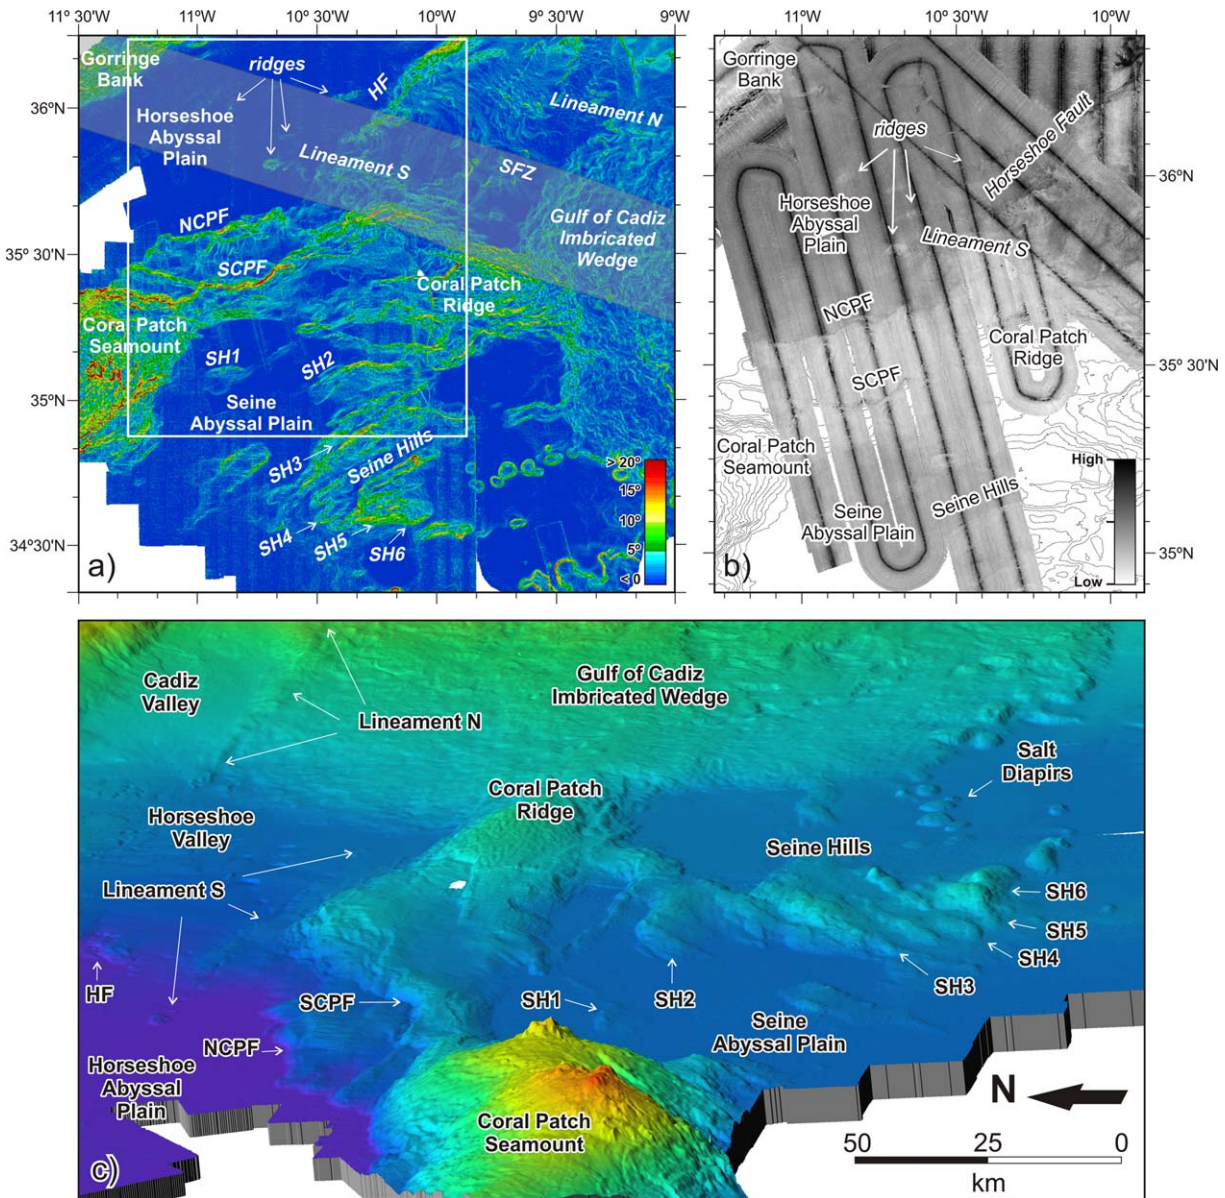 11° 30'W
11°W
10° 30'W
10°W
9° 30'W
9°W
11°W
10° 30'W
10°W
Gorringe
Bank
ridges
HF
36°N
Horseshoe
Abyssal
Plain
Lineament N
Lineament S
SFZ
NCPF
Gulf of Cadiz
Imbricated
Wedge
35° 30'N
SCPF
Coral Patch
Ridge
Coral Patch
Seamount
SH1
SH2
35°N
Seine
Abyssal Plain
SH3
Seine Hills
> 20°
15°
10°
5°
< 0
SH4
SH5
SH6
34°30'N
a)
Gorringe
Bank
ridges
Horseshoe Fault
36°N
Horseshoe
Abyssal
Plain
Lineament S
NCPF
Coral Patch
Ridge
35° 30'N
SCPF
Coral Patch
Seamount
High
Seine Hills
Seine
Abyssal Plain
35°N
Low
b)
Cadiz
Valley
Gulf of Cadiz
Imbricated Wedge
Lineament N
Salt
Diapirs
Coral Patch
Ridge
Horseshoe
Valley
Seine Hills
Lineament S
SH6
SH5
SH4
HF
SCPF
SH1
SH2
SH3
NCPF
Seine
Abyssal Plain
Horseshoe
Abyssal
Plain
N
Coral Patch
Seamount
50
25
0
km
c)